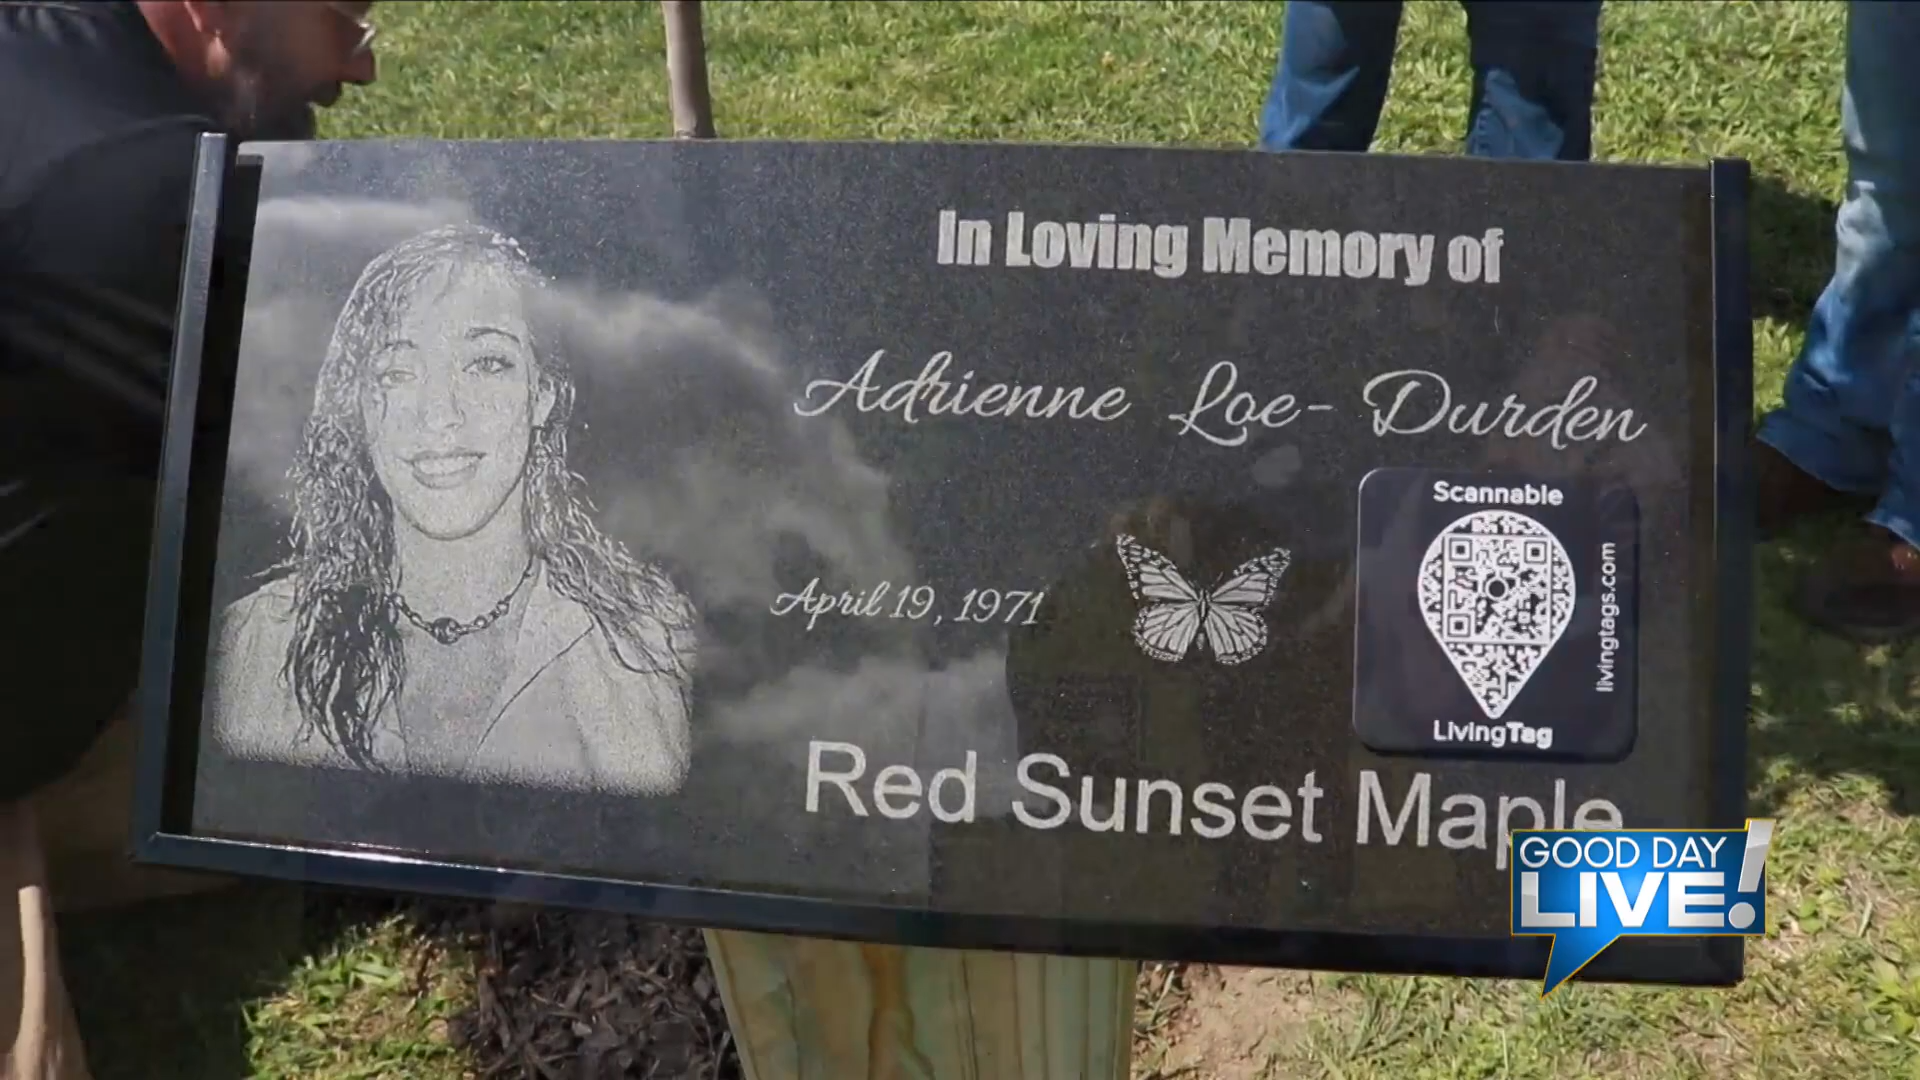 In Loving Memory of
Adrienne Loe-Durden
April 19, 1971
Scannable
livingtags.com
LivingTag
Red Sunset Maple
GOOD DAY
LIVE!